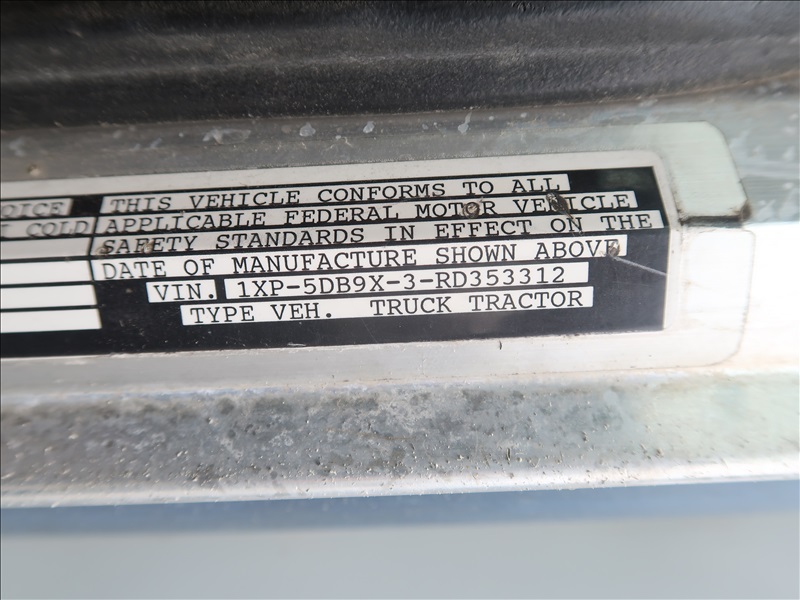 THIS VEHICLE CONFORMS TO ALL
COLD APPLICABLE FEDERAL MOTOR VEHICLE
SAFETY STANDARDS IN EFFECT ON THE
DATE OF MANUFACTURE SHOWN ABOVE
VIN. 1XP-5DB9X-3-RD353312
TYPE VEH. TRUCK TRACTOR